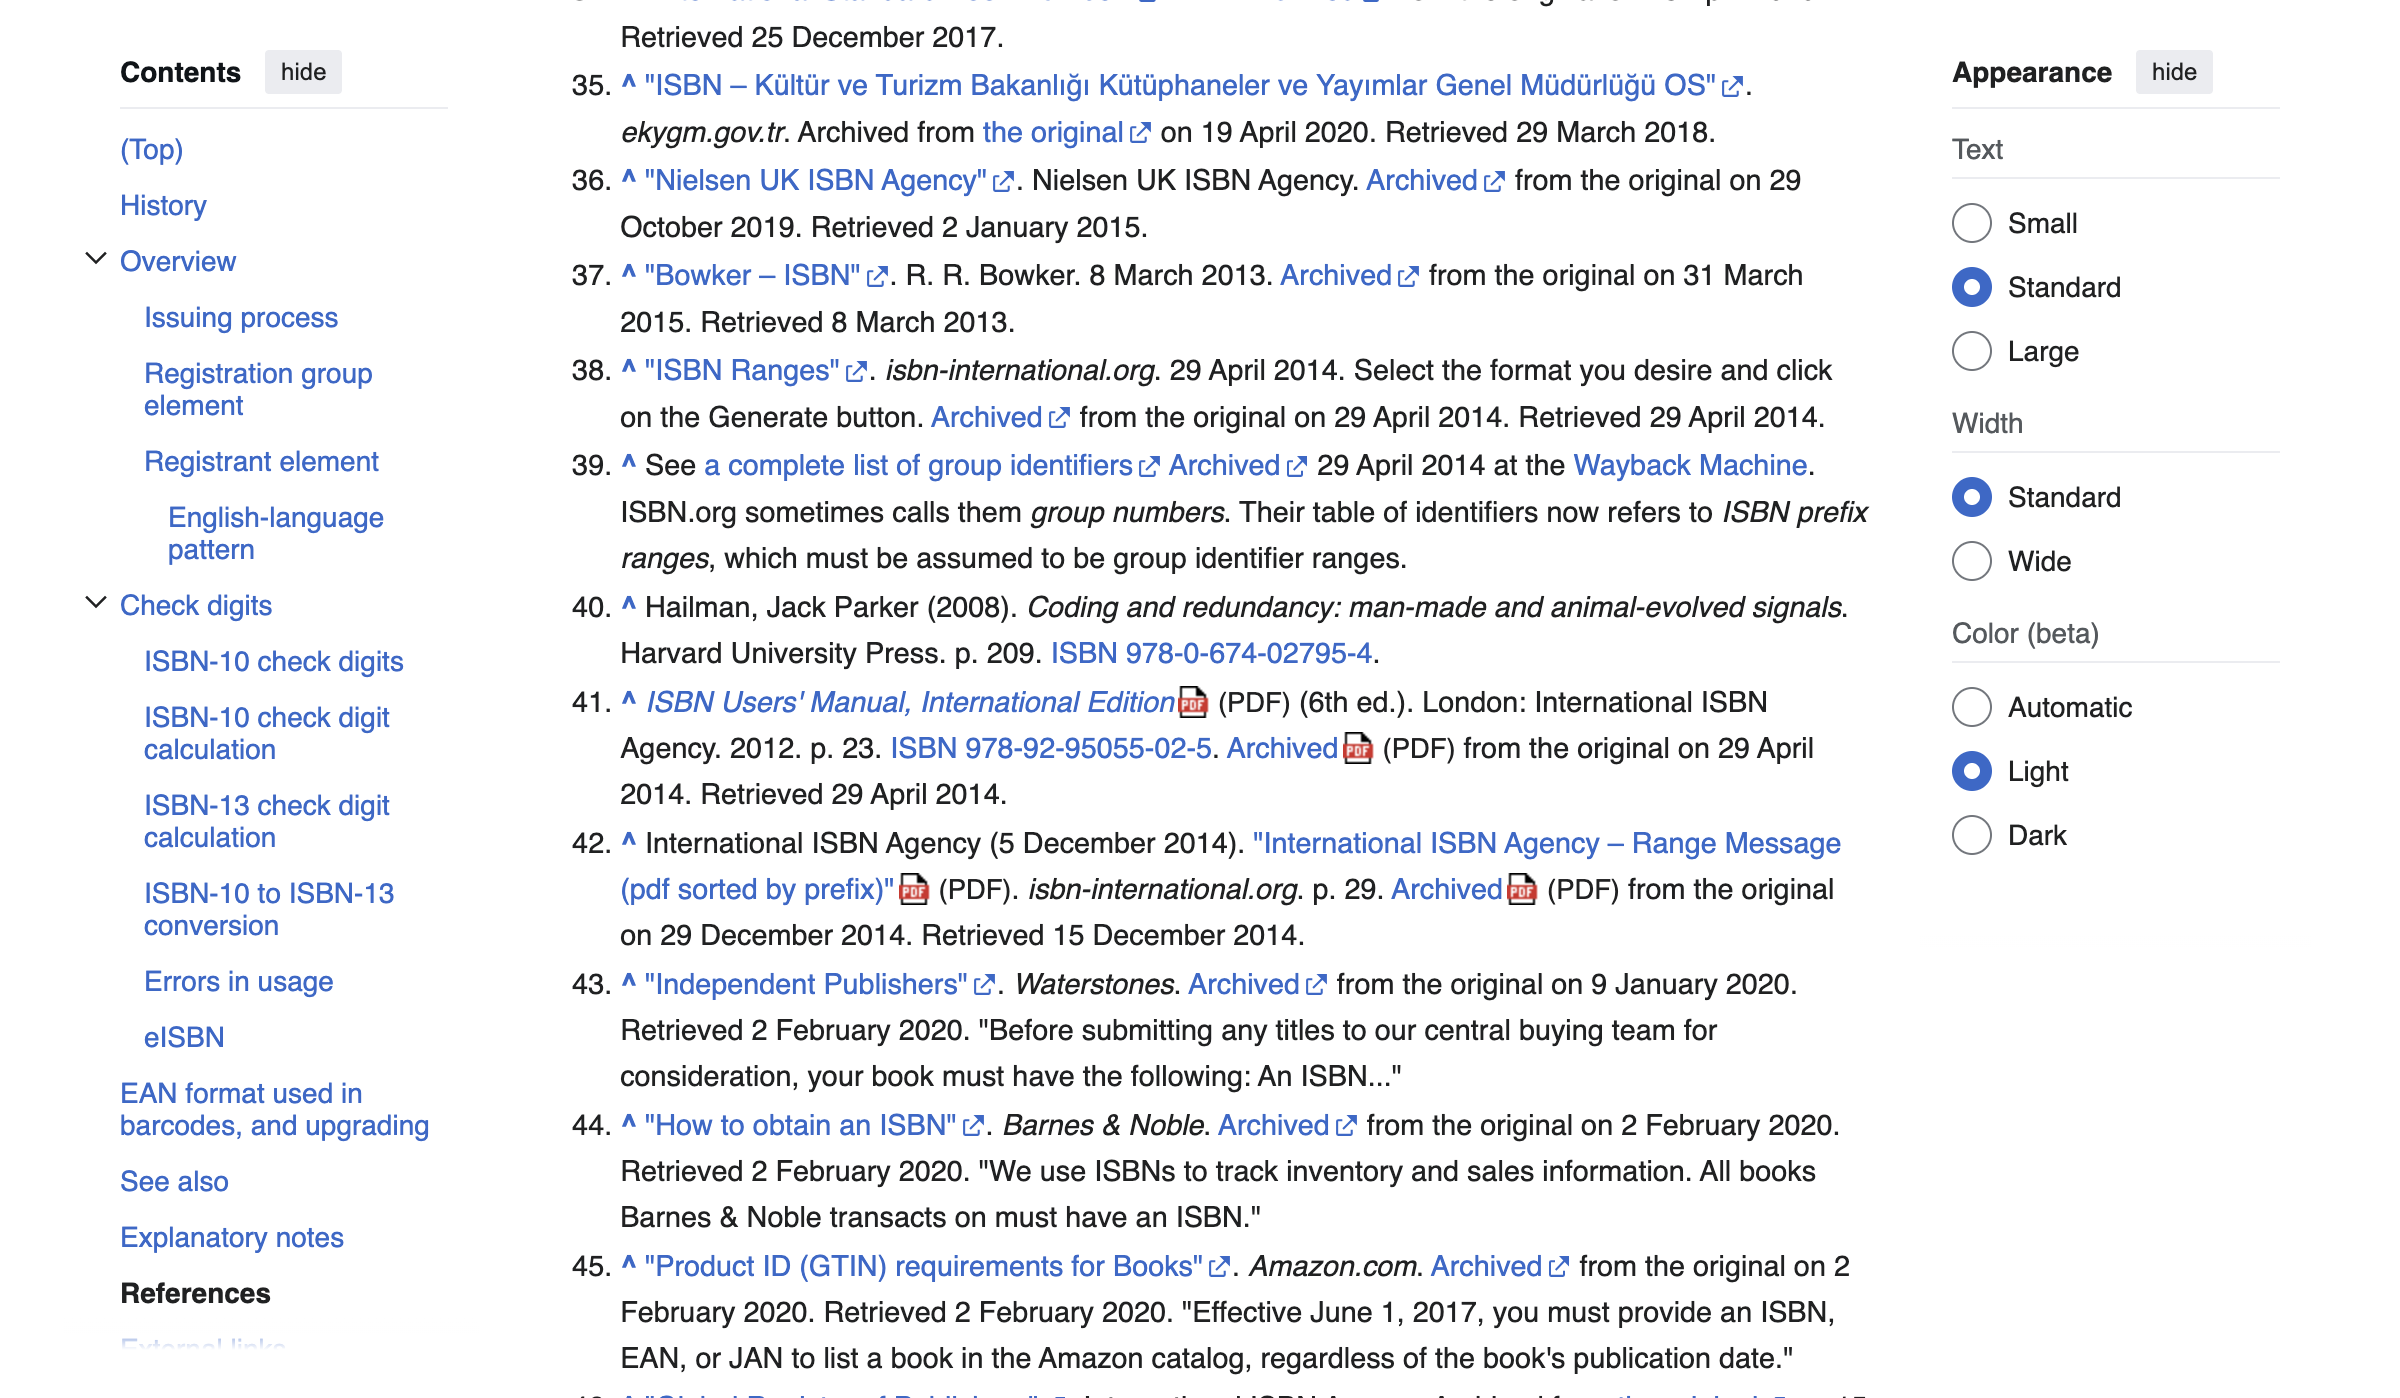 Contents hide
(Top)
History
Overview
Issuing process
Registration group
element
Registrant element
English-language
pattern
Check digits
ISBN-10 check digits
ISBN-10 check digit
calculation
ISBN-13 check digit
calculation
ISBN-10 to ISBN-13
conversion
Errors in usage
eISBN
EAN format used in
barcodes, and upgrading
See also
Explanatory notes
References
External links
Retrieved 25 December 2017.
35. ^ "ISBN – Kültür ve Turizm Bakanlığı Kütüphaneler ve Yayımlar Genel Müdürlüğü OS".
ekygm.gov.tr. Archived from the original on 19 April 2020. Retrieved 29 March 2018.
36. ^ "Nielsen UK ISBN Agency". Nielsen UK ISBN Agency. Archived from the original on 29
October 2019. Retrieved 2 January 2015.
37. ^ "Bowker – ISBN". R. R. Bowker. 8 March 2013. Archived from the original on 31 March
2015. Retrieved 8 March 2013.
38. ^ "ISBN Ranges". isbn-international.org. 29 April 2014. Select the format you desire and click
on the Generate button. Archived from the original on 29 April 2014. Retrieved 29 April 2014.
39. ^ See a complete list of group identifiers Archived 29 April 2014 at the Wayback Machine.
ISBN.org sometimes calls them group numbers. Their table of identifiers now refers to ISBN prefix
ranges, which must be assumed to be group identifier ranges.
40. ^ Hailman, Jack Parker (2008). Coding and redundancy: man-made and animal-evolved signals.
Harvard University Press. p. 209. ISBN 978-0-674-02795-4.
41. ^ ISBN Users' Manual, International Edition PDF (PDF) (6th ed.). London: International ISBN
Agency. 2012. p. 23. ISBN 978-92-95055-02-5. Archived PDF (PDF) from the original on 29 April
2014. Retrieved 29 April 2014.
42. ^ International ISBN Agency (5 December 2014). "International ISBN Agency – Range Message
(pdf sorted by prefix)" PDF (PDF). isbn-international.org. p. 29. Archived PDF (PDF) from the original
on 29 December 2014. Retrieved 15 December 2014.
43. ^ "Independent Publishers". Waterstones. Archived from the original on 9 January 2020.
Retrieved 2 February 2020. "Before submitting any titles to our central buying team for
consideration, your book must have the following: An ISBN..."
44. ^ "How to obtain an ISBN". Barnes & Noble. Archived from the original on 2 February 2020.
Retrieved 2 February 2020. "We use ISBNs to track inventory and sales information. All books
Barnes & Noble transacts on must have an ISBN."
45. ^ "Product ID (GTIN) requirements for Books". Amazon.com. Archived from the original on 2
February 2020. Retrieved 2 February 2020. "Effective June 1, 2017, you must provide an ISBN,
EAN, or JAN to list a book in the Amazon catalog, regardless of the book's publication date."
Appearance hide
Text
Small
Standard
Large
Width
Standard
Wide
Color (beta)
Automatic
Light
Dark